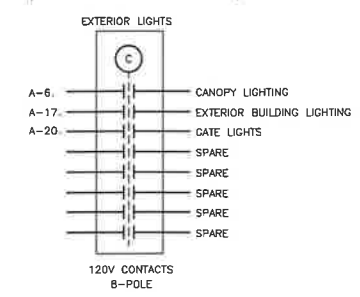 EXTERIOR LIGHTS
C
A-6 CANOPY LIGHTING
A-17 EXTERIOR BUILDING LIGHTING
A-20 GATE LIGHTS
SPARE
SPARE
SPARE
SPARE
SPARE
120V CONTACTS
8-POLE